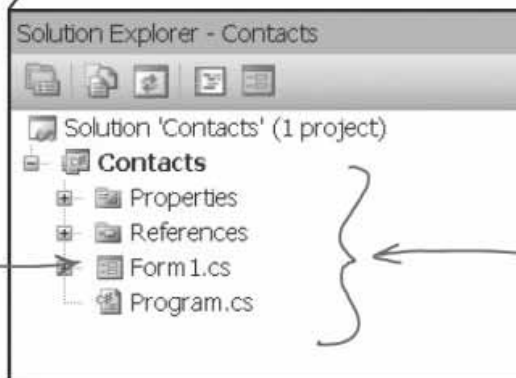 Solution Explorer - Contacts
Solution 'Contacts' (1 project)
Contacts
Properties
References
Form1.cs
Program.cs